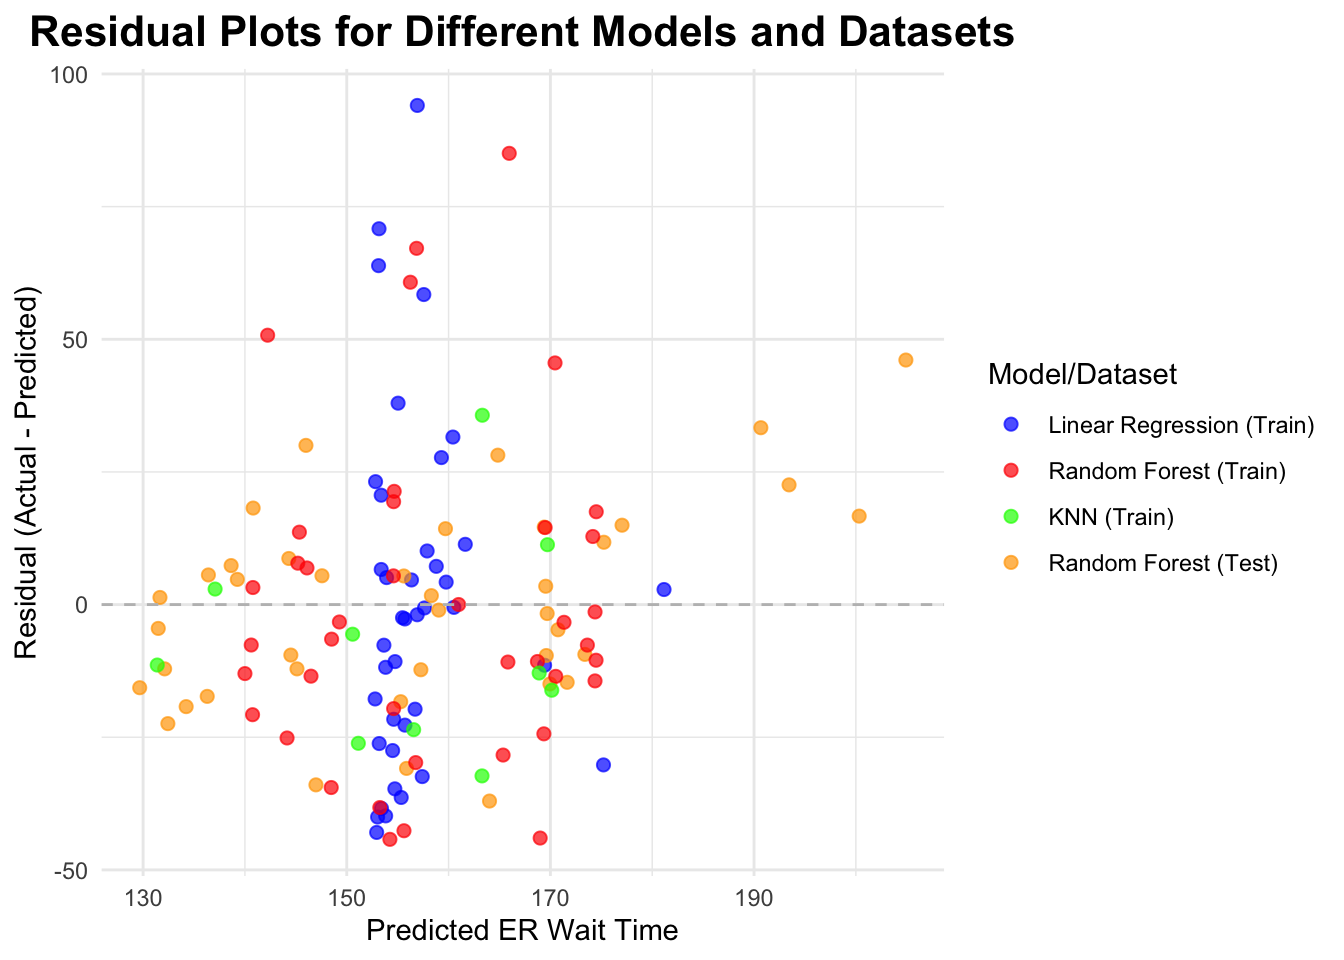 Residual Plots for Different Models and Datasets
100
50
0
-50
Residual (Actual - Predicted)
130 150 170 190
Predicted ER Wait Time
Model/Dataset
Linear Regression (Train)
Random Forest (Train)
KNN (Train)
Random Forest (Test)